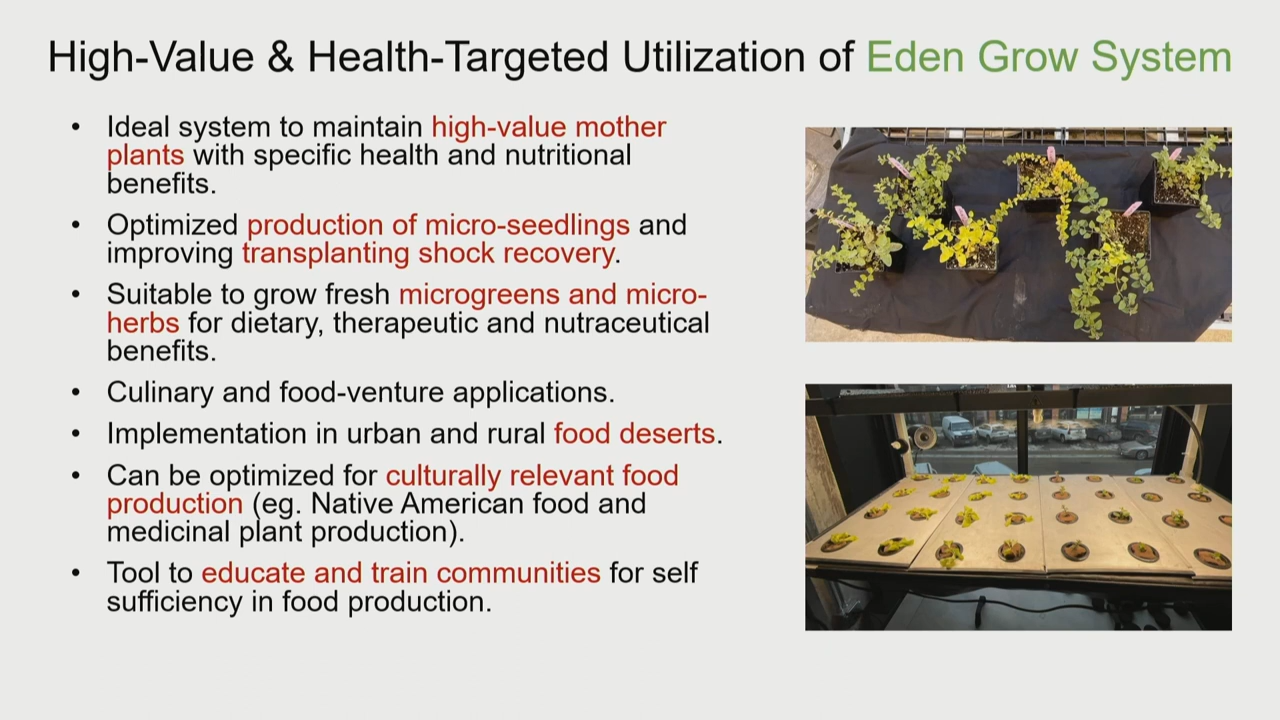 High-Value & Health-Targeted Utilization of Eden Grow System
• Ideal system to maintain high-value mother
plants with specific health and nutritional
benefits.
• Optimized production of micro-seedlings and
improving transplanting shock recovery.
• Suitable to grow fresh microgreens and micro-
herbs for dietary, therapeutic and nutraceutical
benefits.
• Culinary and food-venture applications.
• Implementation in urban and rural food deserts.
• Can be optimized for culturally relevant food
production (eg. Native American food and
medicinal plant production).
• Tool to educate and train communities for self
sufficiency in food production.